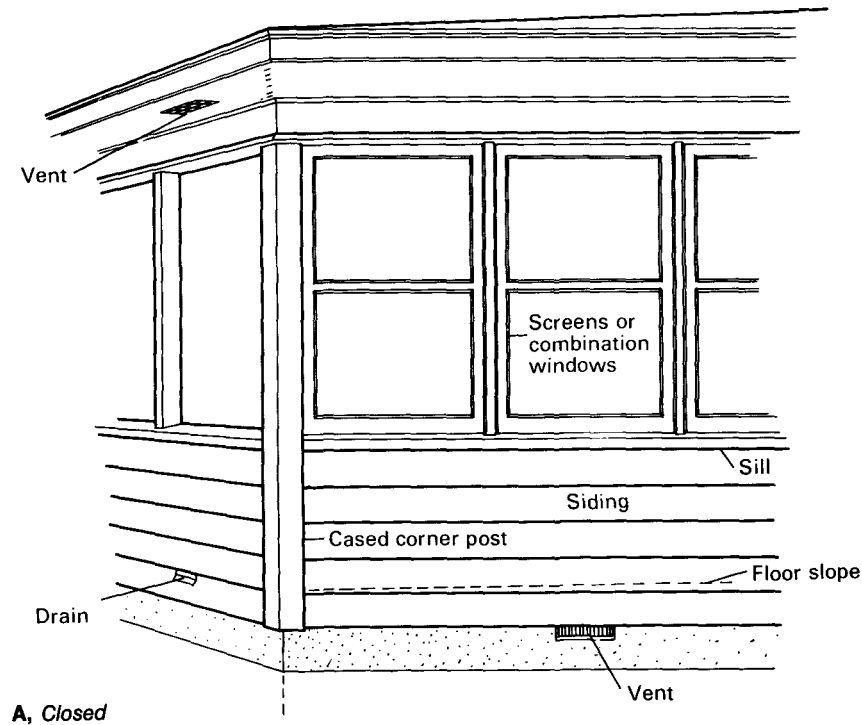 Vent
Screens or
combination
windows
Sill
Siding
Cased corner post
Floor slope
Drain
Vent
A, Closed